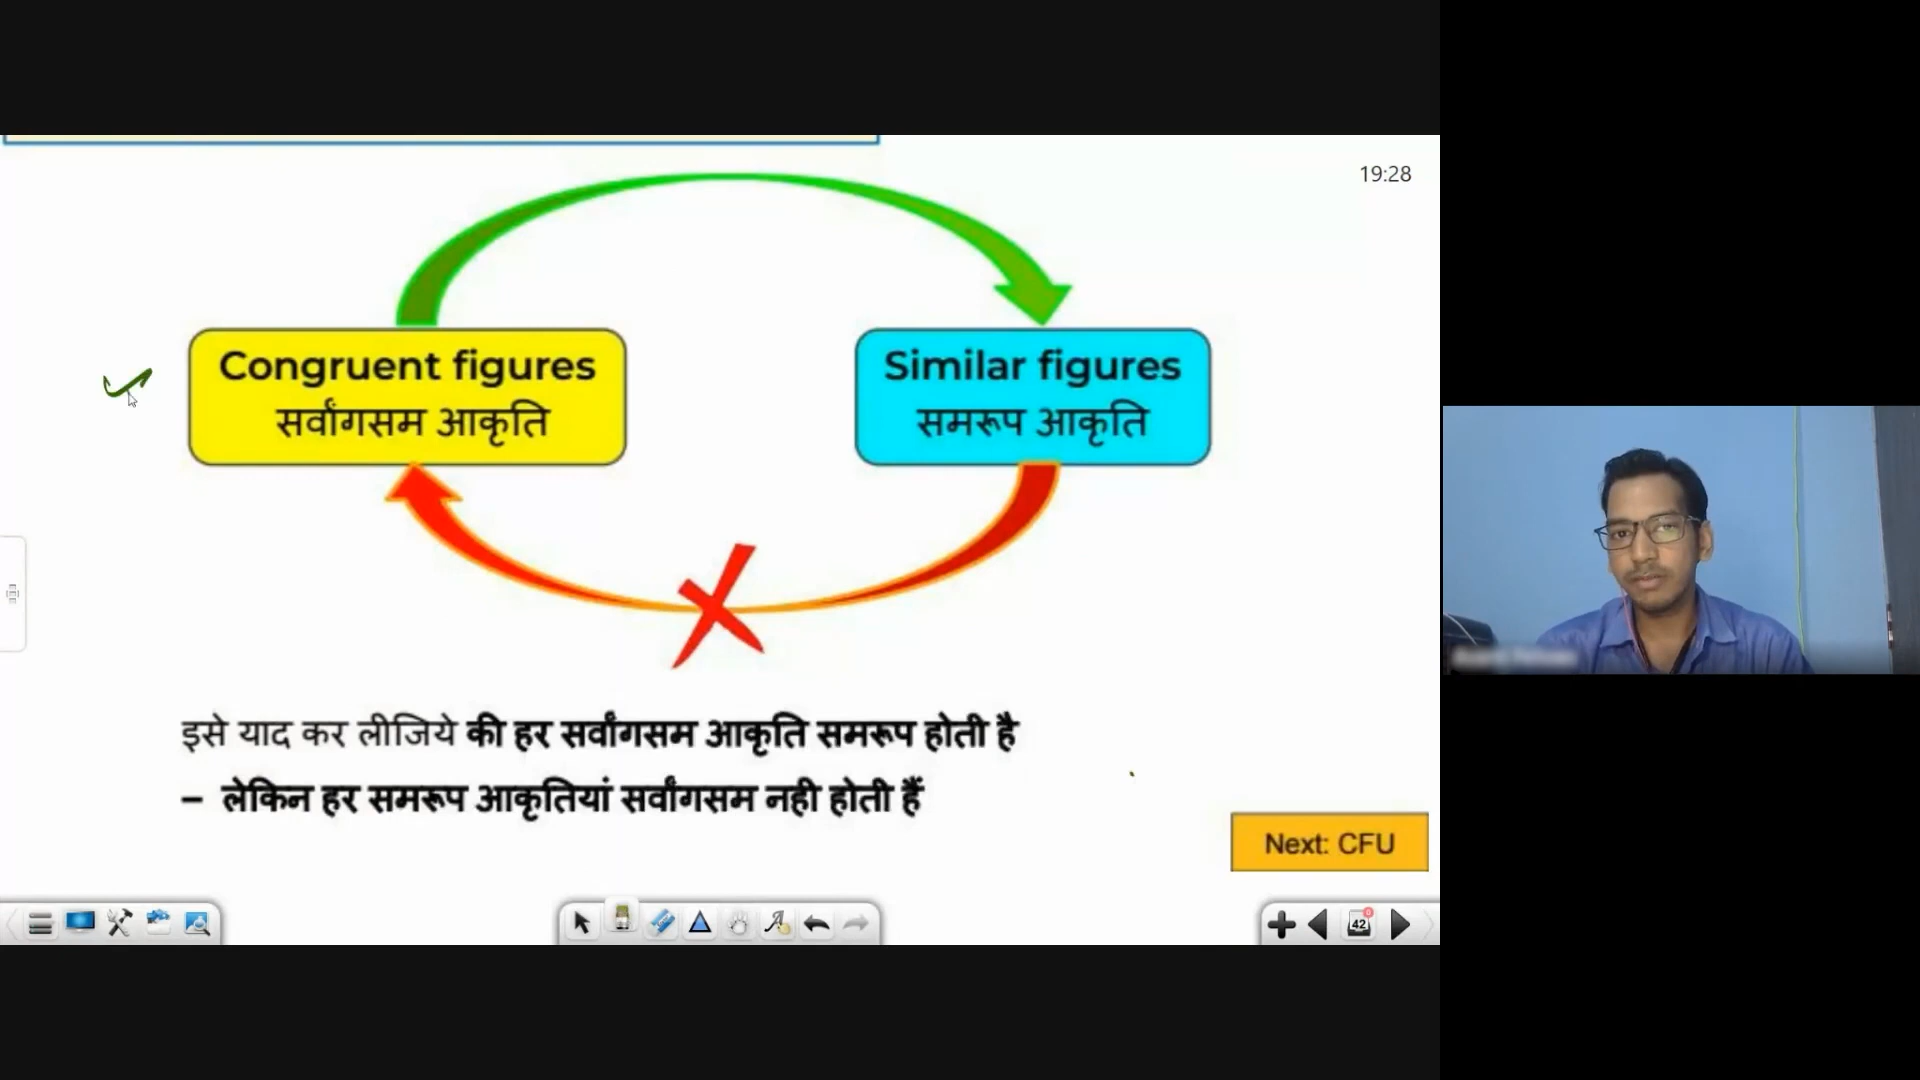 19:28
Congruent figures
सर्वांगसम आकृति
Similar figures
समरूप आकृति
इसे याद कर लीजिये की हर सर्वांगसम आकृति समरूप होती है
– लेकिन हर समरूप आकृतियां सर्वांगसम नही होती हैं
Next: CFU
42